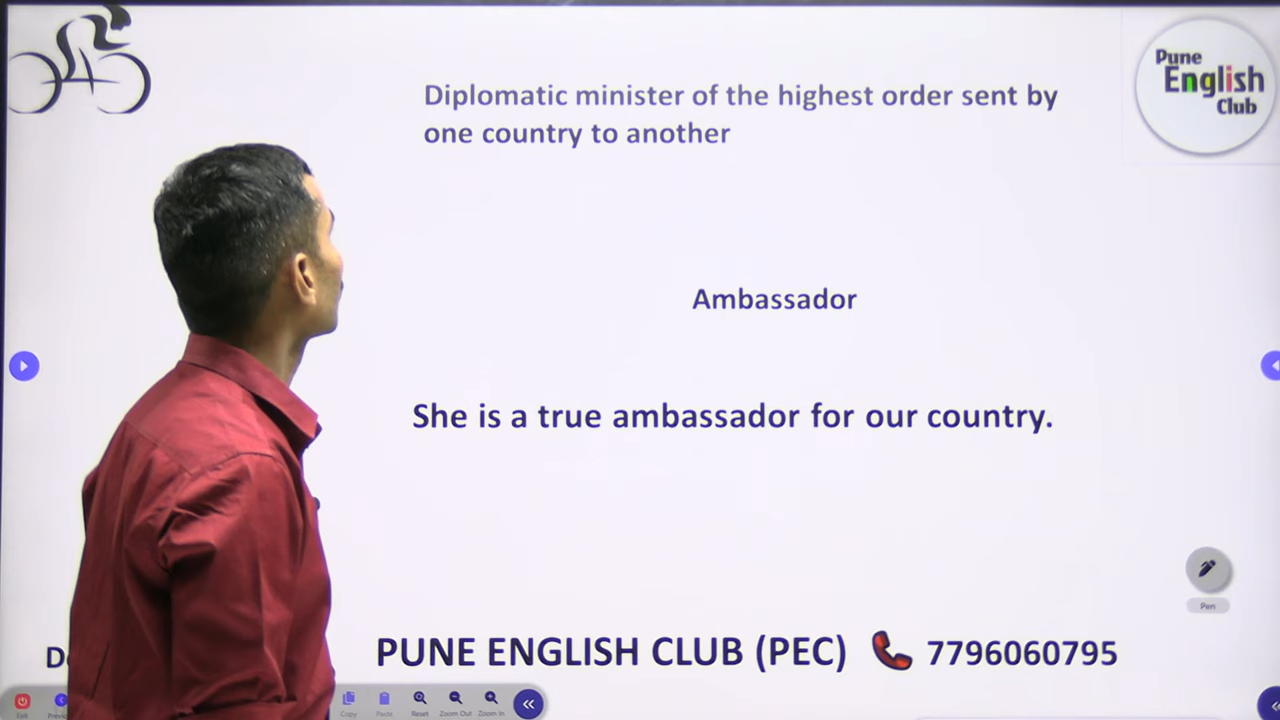 Pune
English
Club
Diplomatic minister of the highest order sent by
one country to another
Ambassador
She is a true ambassador for our country.
Pen
PUNE ENGLISH CLUB (PEC) 7796060795
Exit
Copy Paste Reset Zoom Out Zoom In